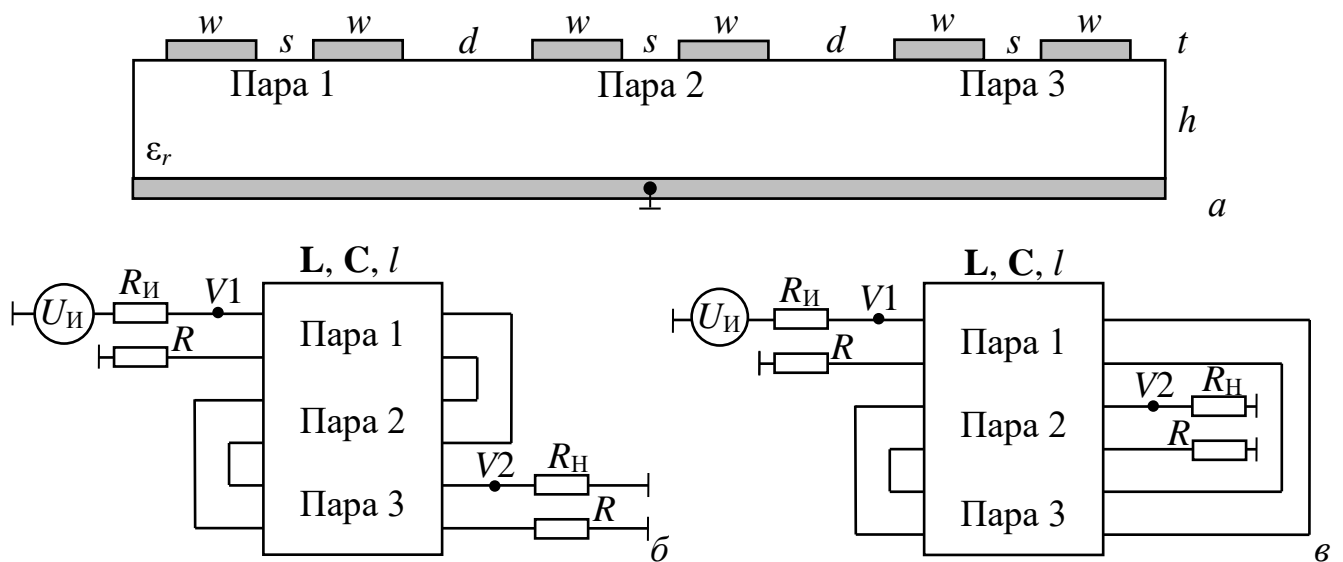 w s w d w s w d w s w t
Пара 1 Пара 2 Пара 3
h
εr
а
L, C, l
UИ RИ V1
R
Пара 1
Пара 2
V2 RН
Пара 3
R
б
L, C, l
UИ RИ V1
R
Пара 1
V2 RН
Пара 2
R
Пара 3
в